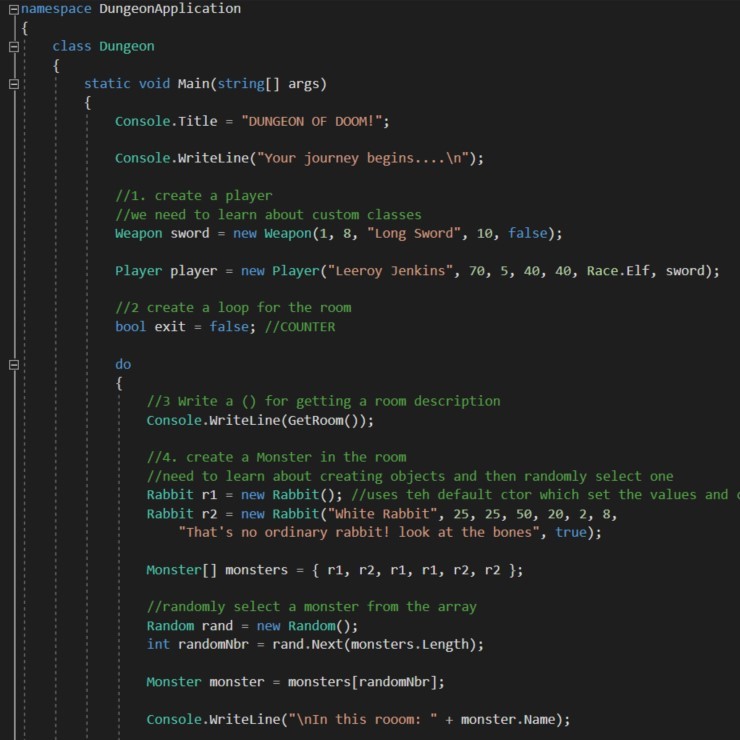 namespace DungeonApplication
{
class Dungeon
{
static void Main(string[] args)
{
Console.Title = "DUNGEON OF DOOM!";
Console.WriteLine("Your journey begins....\n");
//1. create a player
//we need to learn about custom classes
Weapon sword = new Weapon(1, 8, "Long Sword", 10, false);
Player player = new Player("Leeroy Jenkins", 70, 5, 40, 40, Race.Elf, sword);
//2 create a loop for the room
bool exit = false; //COUNTER
do
{
//3 Write a () for getting a room description
Console.WriteLine(GetRoom());
//4. create a Monster in the room
//need to learn about creating objects and then randomly select one
Rabbit r1 = new Rabbit(); //uses teh default ctor which set the values and
Rabbit r2 = new Rabbit("White Rabbit", 25, 25, 50, 20, 2, 8,
"That's no ordinary rabbit! look at the bones", true);
Monster[] monsters = { r1, r2, r1, r1, r2, r2 };
//randomly select a monster from the array
Random rand = new Random();
int randomNbr = rand.Next(monsters.Length);
Monster monster = monsters[randomNbr];
Console.WriteLine("\nIn this rooom: " + monster.Name);